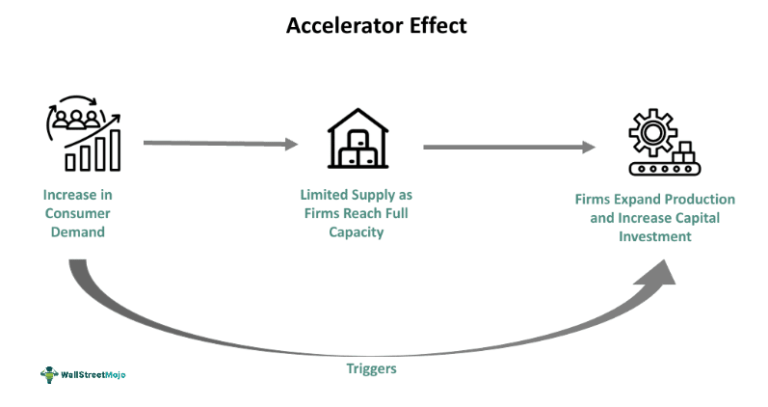 Accelerator Effect
Increase in
Consumer
Demand
Limited Supply as
Firms Reach Full
Capacity
Firms Expand Production
and Increase Capital
Investment
Triggers
WallStreetMojo